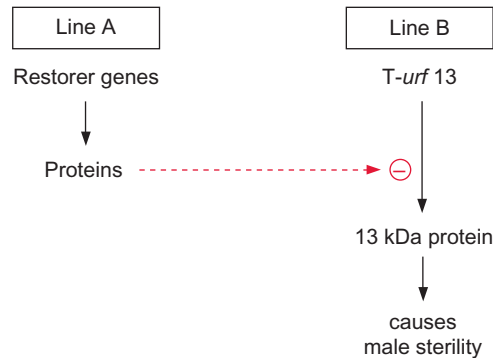 Line A
Line B
Restorer genes
T-urf 13
Proteins
−
13 kDa protein
causes
male sterility